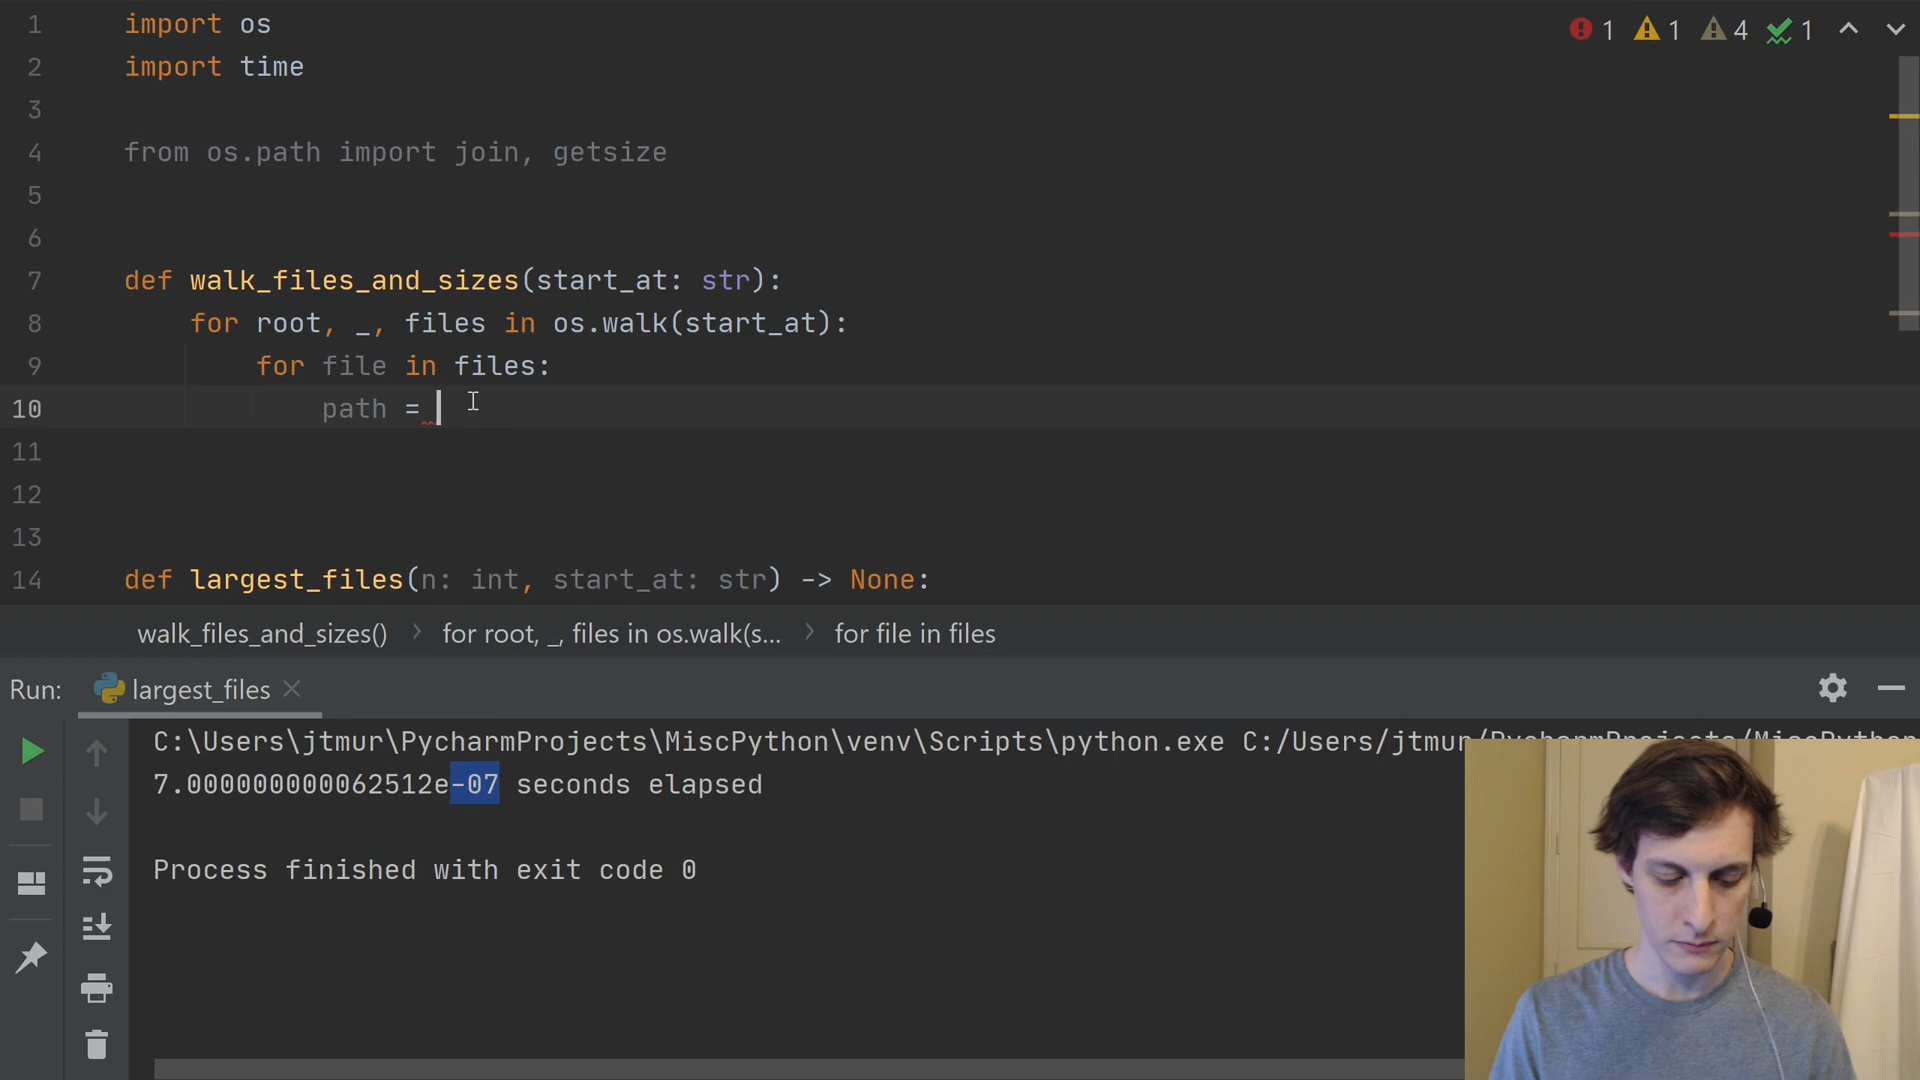 1 import os
2 import time
3
4 from os.path import join, getsize
5
6
7 def walk_files_and_sizes(start_at: str):
8 for root, _, files in os.walk(start_at):
9 for file in files:
10 path =
11
12
13
14 def largest_files(n: int, start_at: str) -> None:
1 1 4 1
walk_files_and_sizes() for root, _, files in os.walk(s... for file in files
Run: largest_files
C:\Users\jtmur\PycharmProjects\MiscPython\venv\Scripts\python.exe C:/Users/jtmur/PycharmProjects/MiscPython
7.000000000062512e-07 seconds elapsed
Process finished with exit code 0